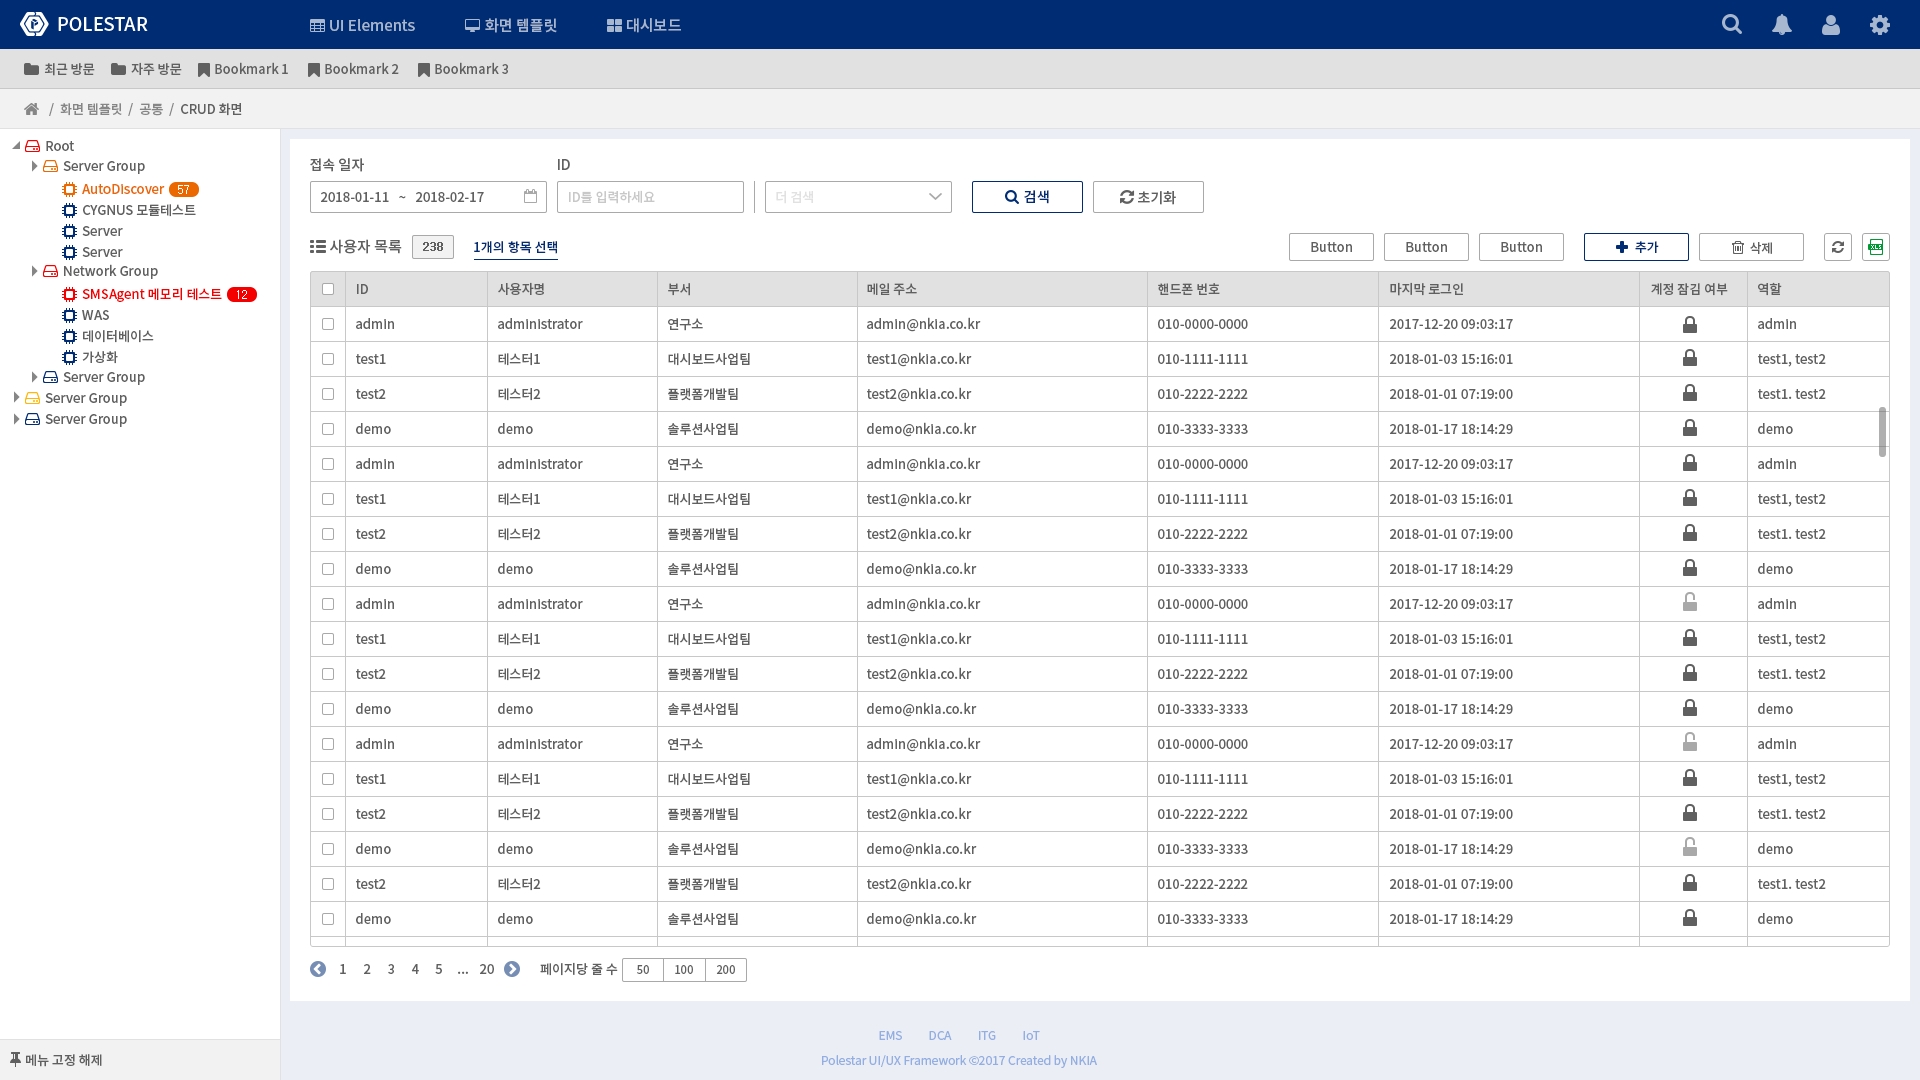 POLESTAR UI Elements 화면 템플릿 대시보드
최근 방문 자주 방문 Bookmark 1 Bookmark 2 Bookmark 3
/ 화면 템플릿 / 공통 / CRUD 화면
Root
Server Group
AutoDiscover 57
CYGNUS 모듈테스트
Server
Server
Network Group
SMSAgent 메모리 테스트 12
WAS
데이터베이스
가상화
Server Group
Server Group
Server Group
메뉴 고정 해제
접속 일자 ID
2018-01-11 ~ 2018-02-17 ID를 입력하세요 더 검색 검색 초기화
사용자 목록 238 1개의 항목 선택 Button Button Button 추가 삭제 XLS
ID 사용자명 부서 메일 주소 핸드폰 번호 마지막 로그인 계정 잠김 여부 역할
admin administrator 연구소 admin@nkia.co.kr 010-0000-0000 2017-12-20 09:03:17 admin
test1 테스터1 대시보드사업팀 test1@nkia.co.kr 010-1111-1111 2018-01-03 15:16:01 test1, test2
test2 테스터2 플랫폼개발팀 test2@nkia.co.kr 010-2222-2222 2018-01-01 07:19:00 test1. test2
demo demo 솔루션사업팀 demo@nkia.co.kr 010-3333-3333 2018-01-17 18:14:29 demo
admin administrator 연구소 admin@nkia.co.kr 010-0000-0000 2017-12-20 09:03:17 admin
test1 테스터1 대시보드사업팀 test1@nkia.co.kr 010-1111-1111 2018-01-03 15:16:01 test1, test2
test2 테스터2 플랫폼개발팀 test2@nkia.co.kr 010-2222-2222 2018-01-01 07:19:00 test1. test2
demo demo 솔루션사업팀 demo@nkia.co.kr 010-3333-3333 2018-01-17 18:14:29 demo
admin administrator 연구소 admin@nkia.co.kr 010-0000-0000 2017-12-20 09:03:17 admin
test1 테스터1 대시보드사업팀 test1@nkia.co.kr 010-1111-1111 2018-01-03 15:16:01 test1, test2
test2 테스터2 플랫폼개발팀 test2@nkia.co.kr 010-2222-2222 2018-01-01 07:19:00 test1. test2
demo demo 솔루션사업팀 demo@nkia.co.kr 010-3333-3333 2018-01-17 18:14:29 demo
admin administrator 연구소 admin@nkia.co.kr 010-0000-0000 2017-12-20 09:03:17 admin
test1 테스터1 대시보드사업팀 test1@nkia.co.kr 010-1111-1111 2018-01-03 15:16:01 test1, test2
test2 테스터2 플랫폼개발팀 test2@nkia.co.kr 010-2222-2222 2018-01-01 07:19:00 test1. test2
demo demo 솔루션사업팀 demo@nkia.co.kr 010-3333-3333 2018-01-17 18:14:29 demo
test2 테스터2 플랫폼개발팀 test2@nkia.co.kr 010-2222-2222 2018-01-01 07:19:00 test1. test2
demo demo 솔루션사업팀 demo@nkia.co.kr 010-3333-3333 2018-01-17 18:14:29 demo
1 2 3 4 5 ... 20 페이지당 줄 수 50 100 200
EMS DCA ITG IoT
Polestar UI/UX Framework ©2017 Created by NKIA